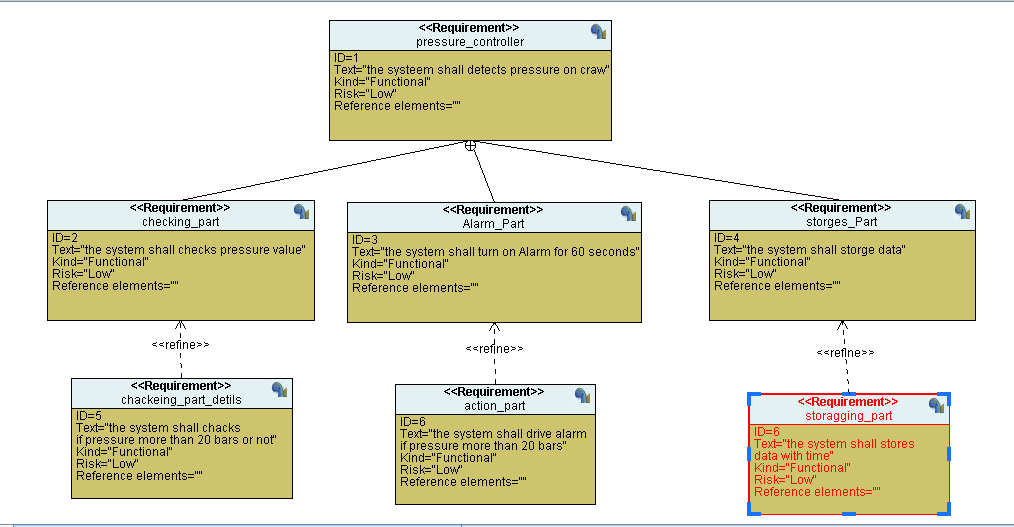 <<Requirement>>
pressure_controller
ID=1
Text="the systeem shall detects pressure on craw"
Kind="Functional"
Risk="Low"
Reference elements=""
<<Requirement>>
checking_part
ID=2
Text="the system shall checks pressure value"
Kind="Functional"
Risk="Low"
Reference elements=""
<<Requirement>>
Alarm_Part
ID=3
Text="the system shall turn on Alarm for 60 seconds"
Kind="Functional"
Risk="Low"
Reference elements=""
<<Requirement>>
storges_Part
ID=4
Text="the system shall storge data"
Kind="Functional"
Risk="Low"
Reference elements=""
<<refine>>
<<refine>>
<<refine>>
<<Requirement>>
chackeing_part_detils
ID=5
Text="the system shall chacks
if pressure more than 20 bars or not"
Kind="Functional"
Risk="Low"
Reference elements=""
<<Requirement>>
action_part
ID=6
Text="the system shall drive alarm
if pressure more than 20 bars"
Kind="Functional"
Risk="Low"
Reference elements=""
<<Requirement>>
storagging_part
ID=6
Text="the system shall stores
data with time"
Kind="Functional"
Risk="Low"
Reference elements=""